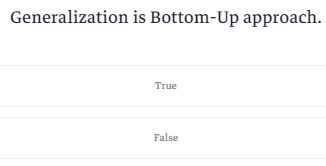 Generalization is Bottom-Up approach.
True
False